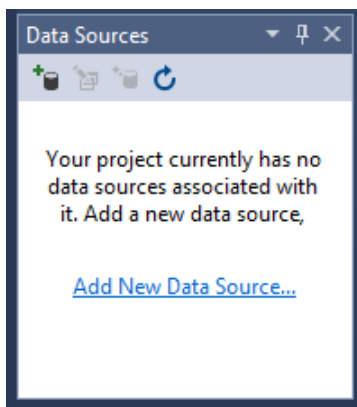 Data Sources
Your project currently has no
data sources associated with
it. Add a new data source,
Add New Data Source...